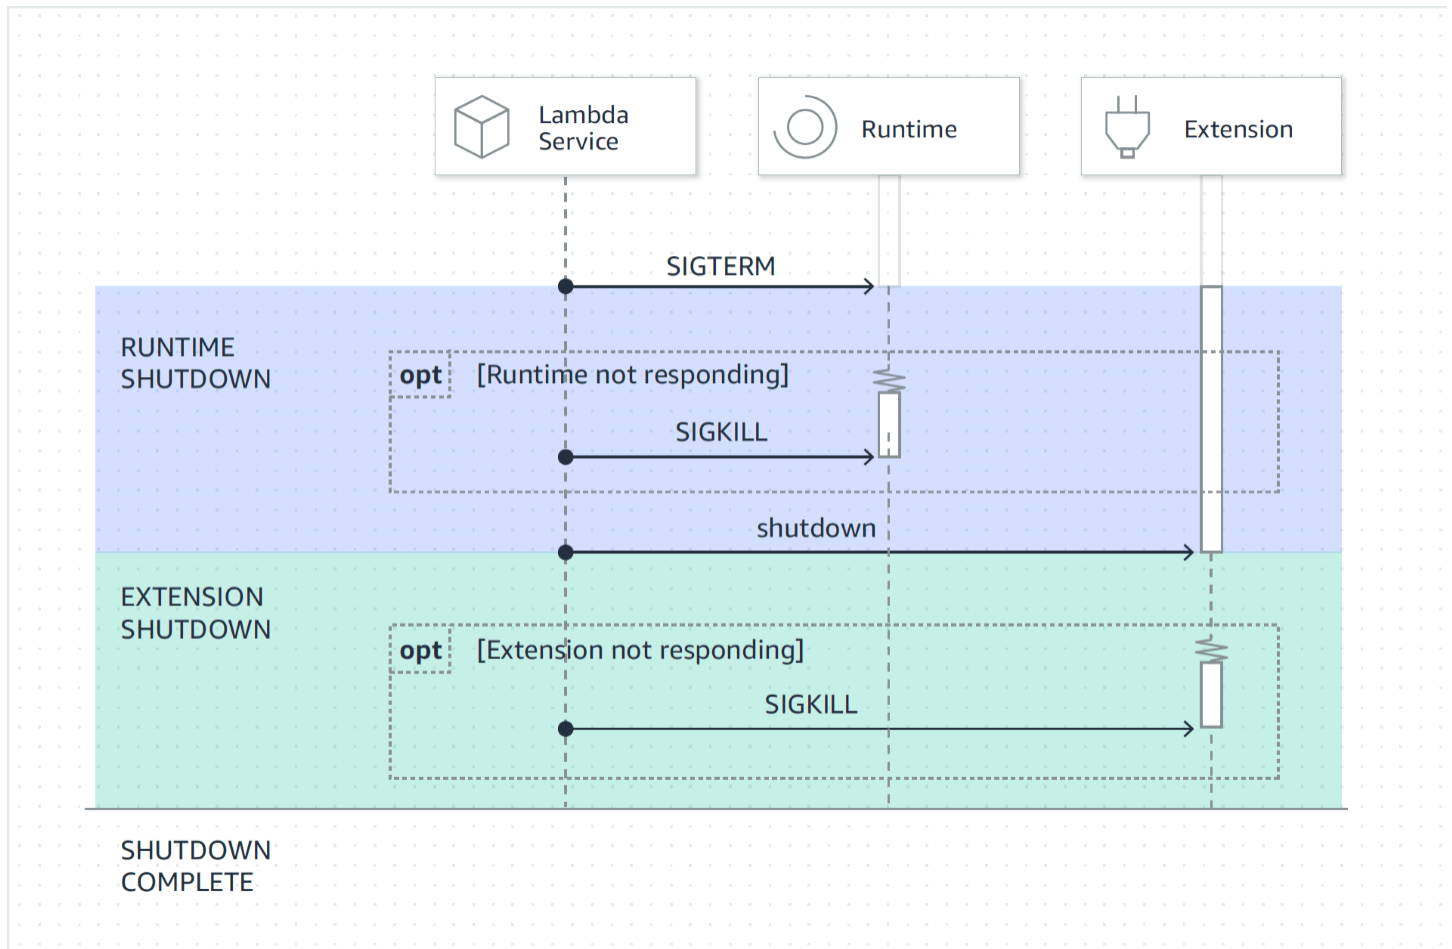 Lambda
Service
Runtime
Extension
SIGTERM
RUNTIME
SHUTDOWN
opt [Runtime not responding]
SIGKILL
shutdown
EXTENSION
SHUTDOWN
opt [Extension not responding]
SIGKILL
SHUTDOWN
COMPLETE